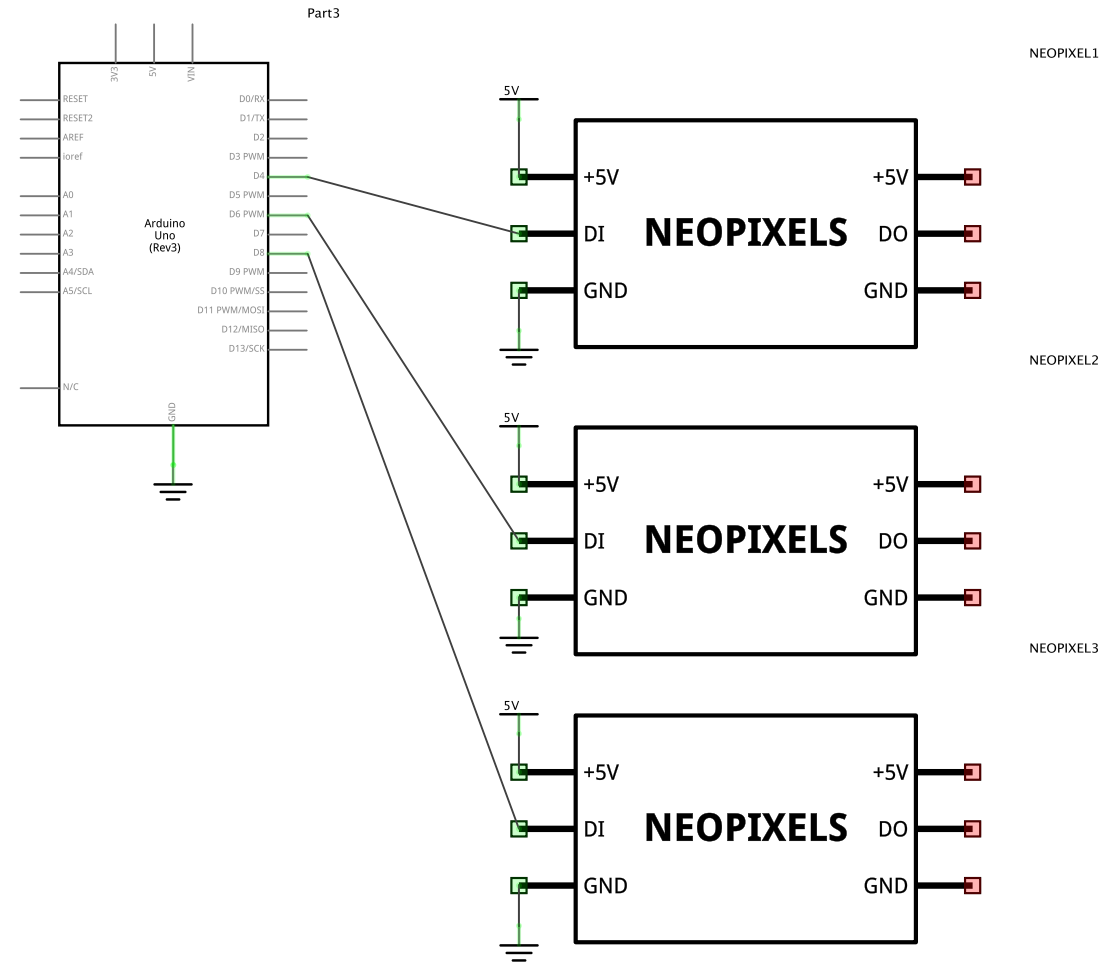 Part3
3V3
5V
VIN
RESET
RESET2
AREF
ioref
A0
A1
A2
A3
A4/SDA
A5/SCL
N/C
Arduino
Uno
(Rev3)
D0/RX
D1/TX
D2
D3 PWM
D4
D5 PWM
D6 PWM
D7
D8
D9 PWM
D10 PWM/SS
D11 PWM/MOSI
D12/MISO
D13/SCK
GND
NEOPIXEL1
5V
+5V
DI
GND
NEOPIXELS
+5V
DO
GND
NEOPIXEL2
5V
+5V
DI
GND
NEOPIXELS
+5V
DO
GND
NEOPIXEL3
5V
+5V
DI
GND
NEOPIXELS
+5V
DO
GND